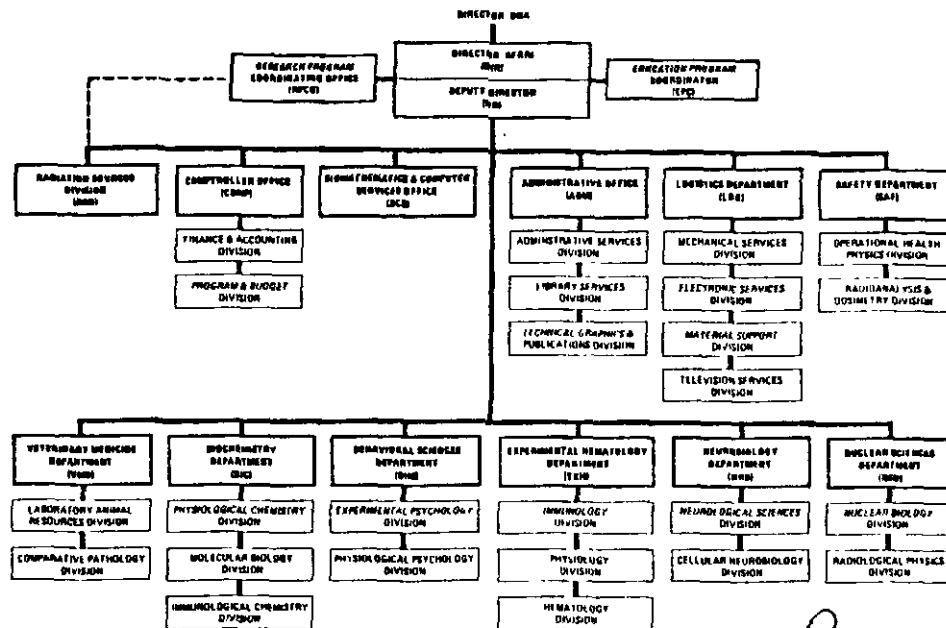 DIRECTOR DNA
DIRECTOR AFRRI
DEPUTY DIRECTOR
RESEARCH PROGRAM
COORDINATING OFFICE
(RPCO)
EDUCATION PROGRAM
COORDINATOR
(EPC)
RADIATION SOURCES
DIVISION
COMPTROLLER OFFICE
BIOMATHEMATICS & COMPUTER
SERVICES OFFICE
ADMINISTRATIVE OFFICE
(ADM)
LOGISTICS DEPARTMENT
(LOG)
SAFETY DEPARTMENT
(SAF)
FINANCE & ACCOUNTING
DIVISION
PROGRAM & BUDGET
DIVISION
ADMINSTRATIVE SERVICES
DIVISION
LIBRARY SERVICES
DIVISION
TECHNICAL GRAPHICS &
PUBLICATIONS DIVISION
MECHANICAL SERVICES
DIVISION
ELECTRONIC SERVICES
DIVISION
MATERIAL SUPPORT
DIVISION
TELEVISION SERVICES
DIVISION
OPERATIONAL HEALTH
PHYSICS DIVISION
RADIOANALYSIS &
DOSIMETRY DIVISION
VETERINARY MEDICINE
DEPARTMENT
BIOCHEMISTRY
DEPARTMENT
BEHAVIORAL SCIENCES
DEPARTMENT
EXPERIMENTAL HEMATOLOGY
DEPARTMENT
NEUROBIOLOGY
DEPARTMENT
NUCLEAR SCIENCES
DEPARTMENT
LABORATORY ANIMAL
RESOURCES DIVISION
COMPARATIVE PATHOLOGY
DIVISION
PHYSIOLOGICAL CHEMISTRY
DIVISION
MOLECULAR BIOLOGY
DIVISION
IMMUNOLOGICAL CHEMISTRY
DIVISION
EXPERIMENTAL PSYCHOLOGY
DIVISION
PHYSIOLOGICAL PSYCHOLOGY
DIVISION
IMMUNOLOGY
DIVISION
PHYSIOLOGY
DIVISION
HEMATOLOGY
DIVISION
NEUROLOGICAL SCIENCES
DIVISION
CELLULAR NEUROBIOLOGY
DIVISION
NUCLEAR BIOLOGY
DIVISION
RADIOLOGICAL PHYSICS
DIVISION